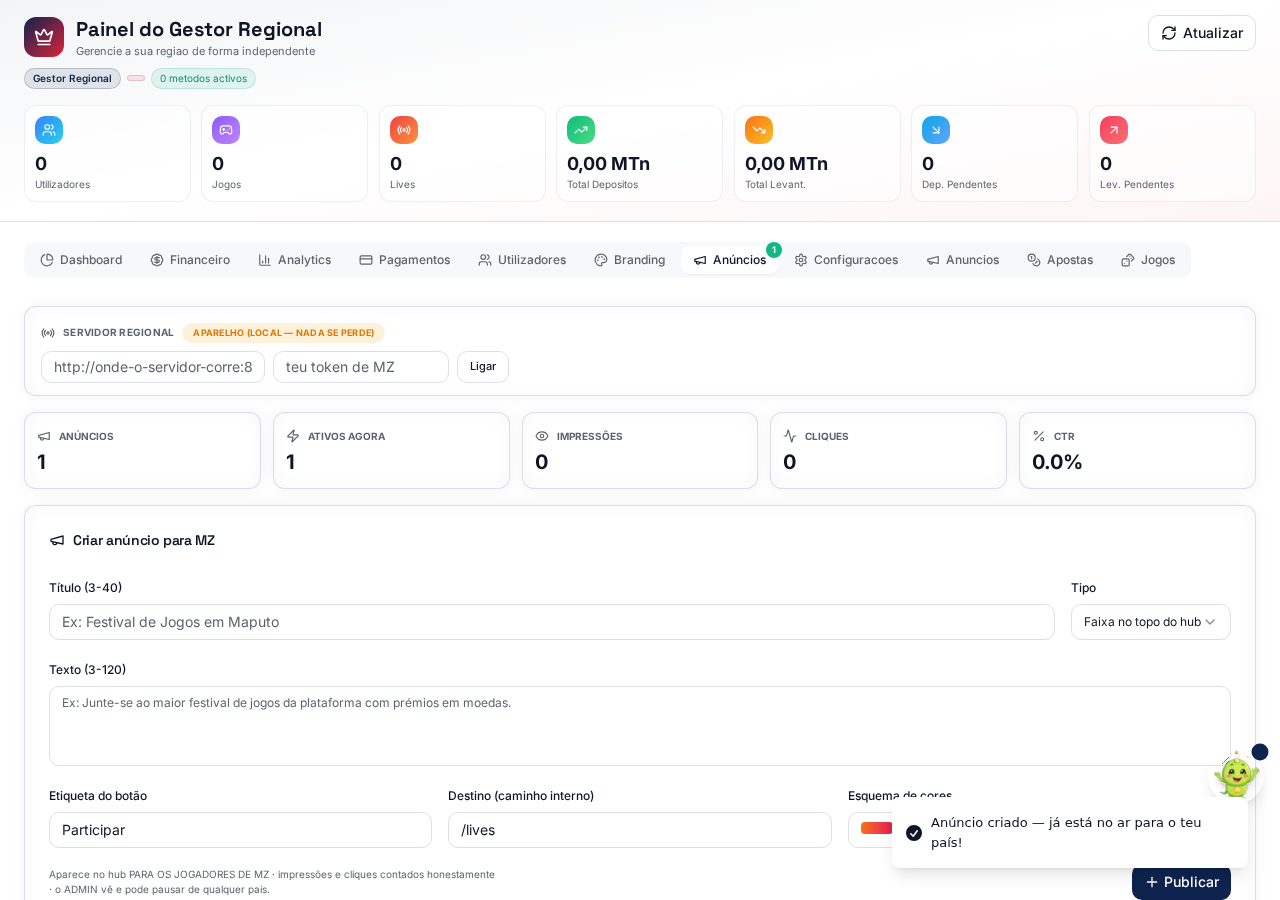 Painel do Gestor Regional
Gerencie a sua regiao de forma independente
Atualizar
Gestor Regional
0 metodos activos
0
Utilizadores
0
Jogos
0
Lives
0,00 MTn
Total Depositos
0,00 MTn
Total Levant.
0
Dep. Pendentes
0
Lev. Pendentes
Dashboard
Financeiro
Analytics
Pagamentos
Utilizadores
Branding
Anúncios
1
Configuracoes
Anuncios
Apostas
Jogos
SERVIDOR REGIONAL
APARELHO (LOCAL — NADA SE PERDE)
http://onde-o-servidor-corre:8
teu token de MZ
Ligar
ANÚNCIOS
1
ATIVOS AGORA
1
IMPRESSÕES
0
CLIQUES
0
CTR
0.0%
Criar anúncio para MZ
Título (3-40)
Tipo
Ex: Festival de Jogos em Maputo
Faixa no topo do hub
Texto (3-120)
Ex: Junte-se ao maior festival de jogos da plataforma com prémios em moedas.
Etiqueta do botão
Destino (caminho interno)
Esquema de cores
Participar
/lives
Anúncio criado — já está no ar para o teu
país!
Aparece no hub PARA OS JOGADORES DE MZ · impressões e cliques contados honestamente
· o ADMIN vê e pode pausar de qualquer país.
Publicar